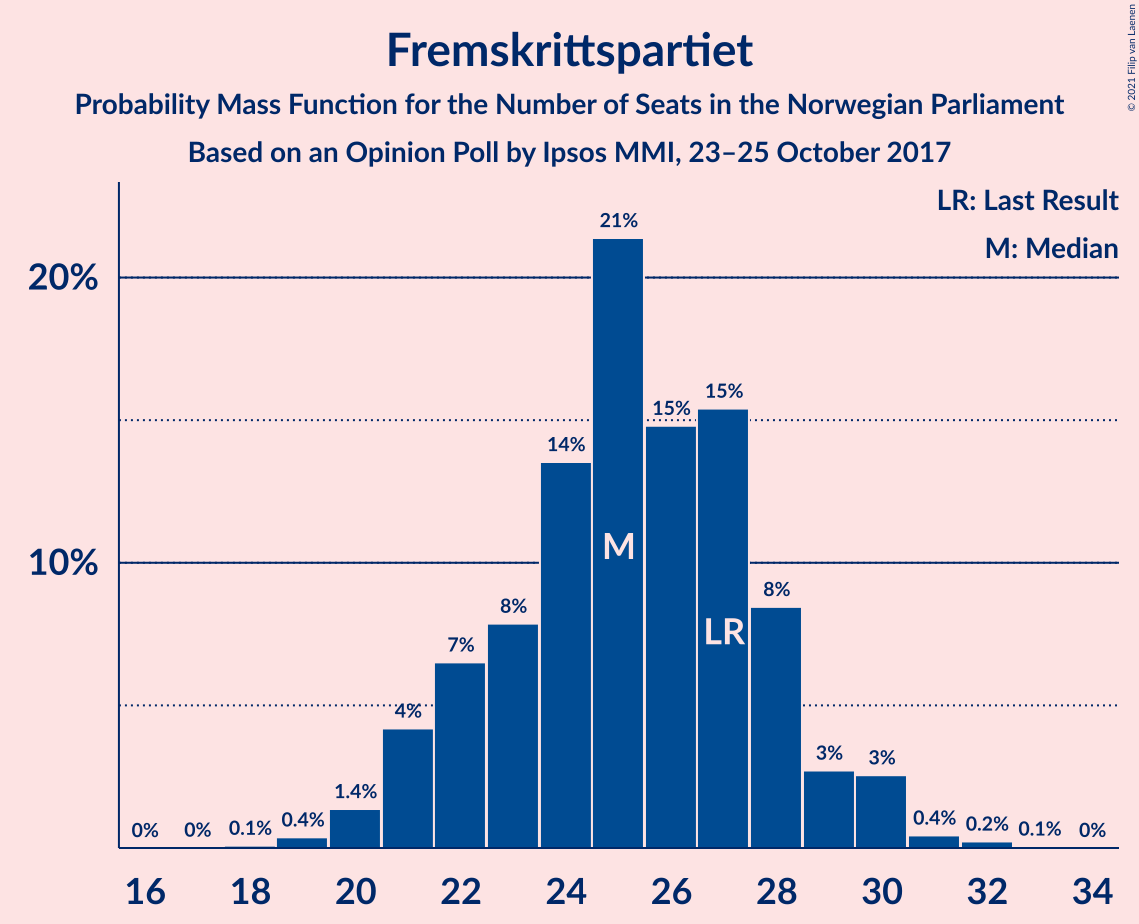 Fremskrittspartiet
Probability Mass Function for the Number of Seats in the Norwegian Parliament
Based on an Opinion Poll by Ipsos MMI, 23–25 October 2017
© 2021 Filip van Laenen
LR: Last Result
M: Median
20%
10%
0%
0%
0.1%
0.4%
1.4%
4%
7%
8%
14%
21%
15%
15%
8%
3%
3%
0.4%
0.2%
0.1%
0%
M
LR
16 18 20 22 24 26 28 30 32 34